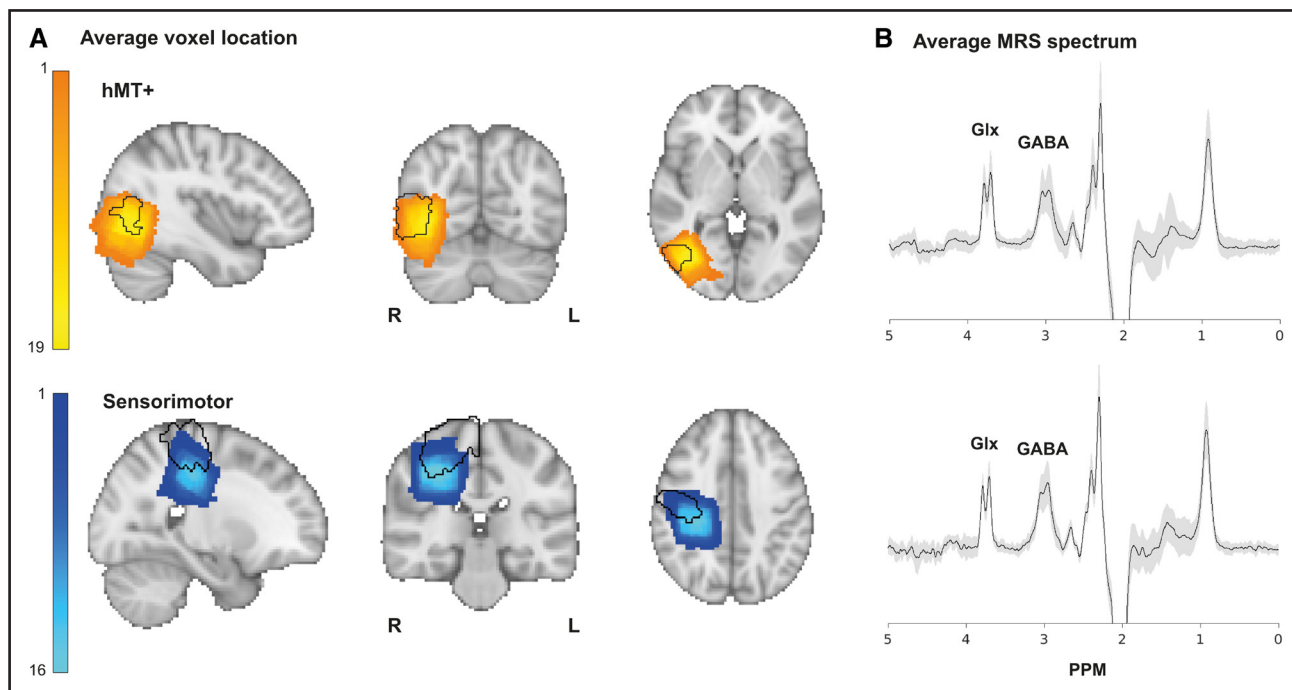 A Average voxel location
B Average MRS spectrum
1
hMT+
19
R L
Glx
GABA
5 4 3 2 1 0
1
Sensorimotor
16
R L
Glx
GABA
5 4 3 2 1 0
PPM